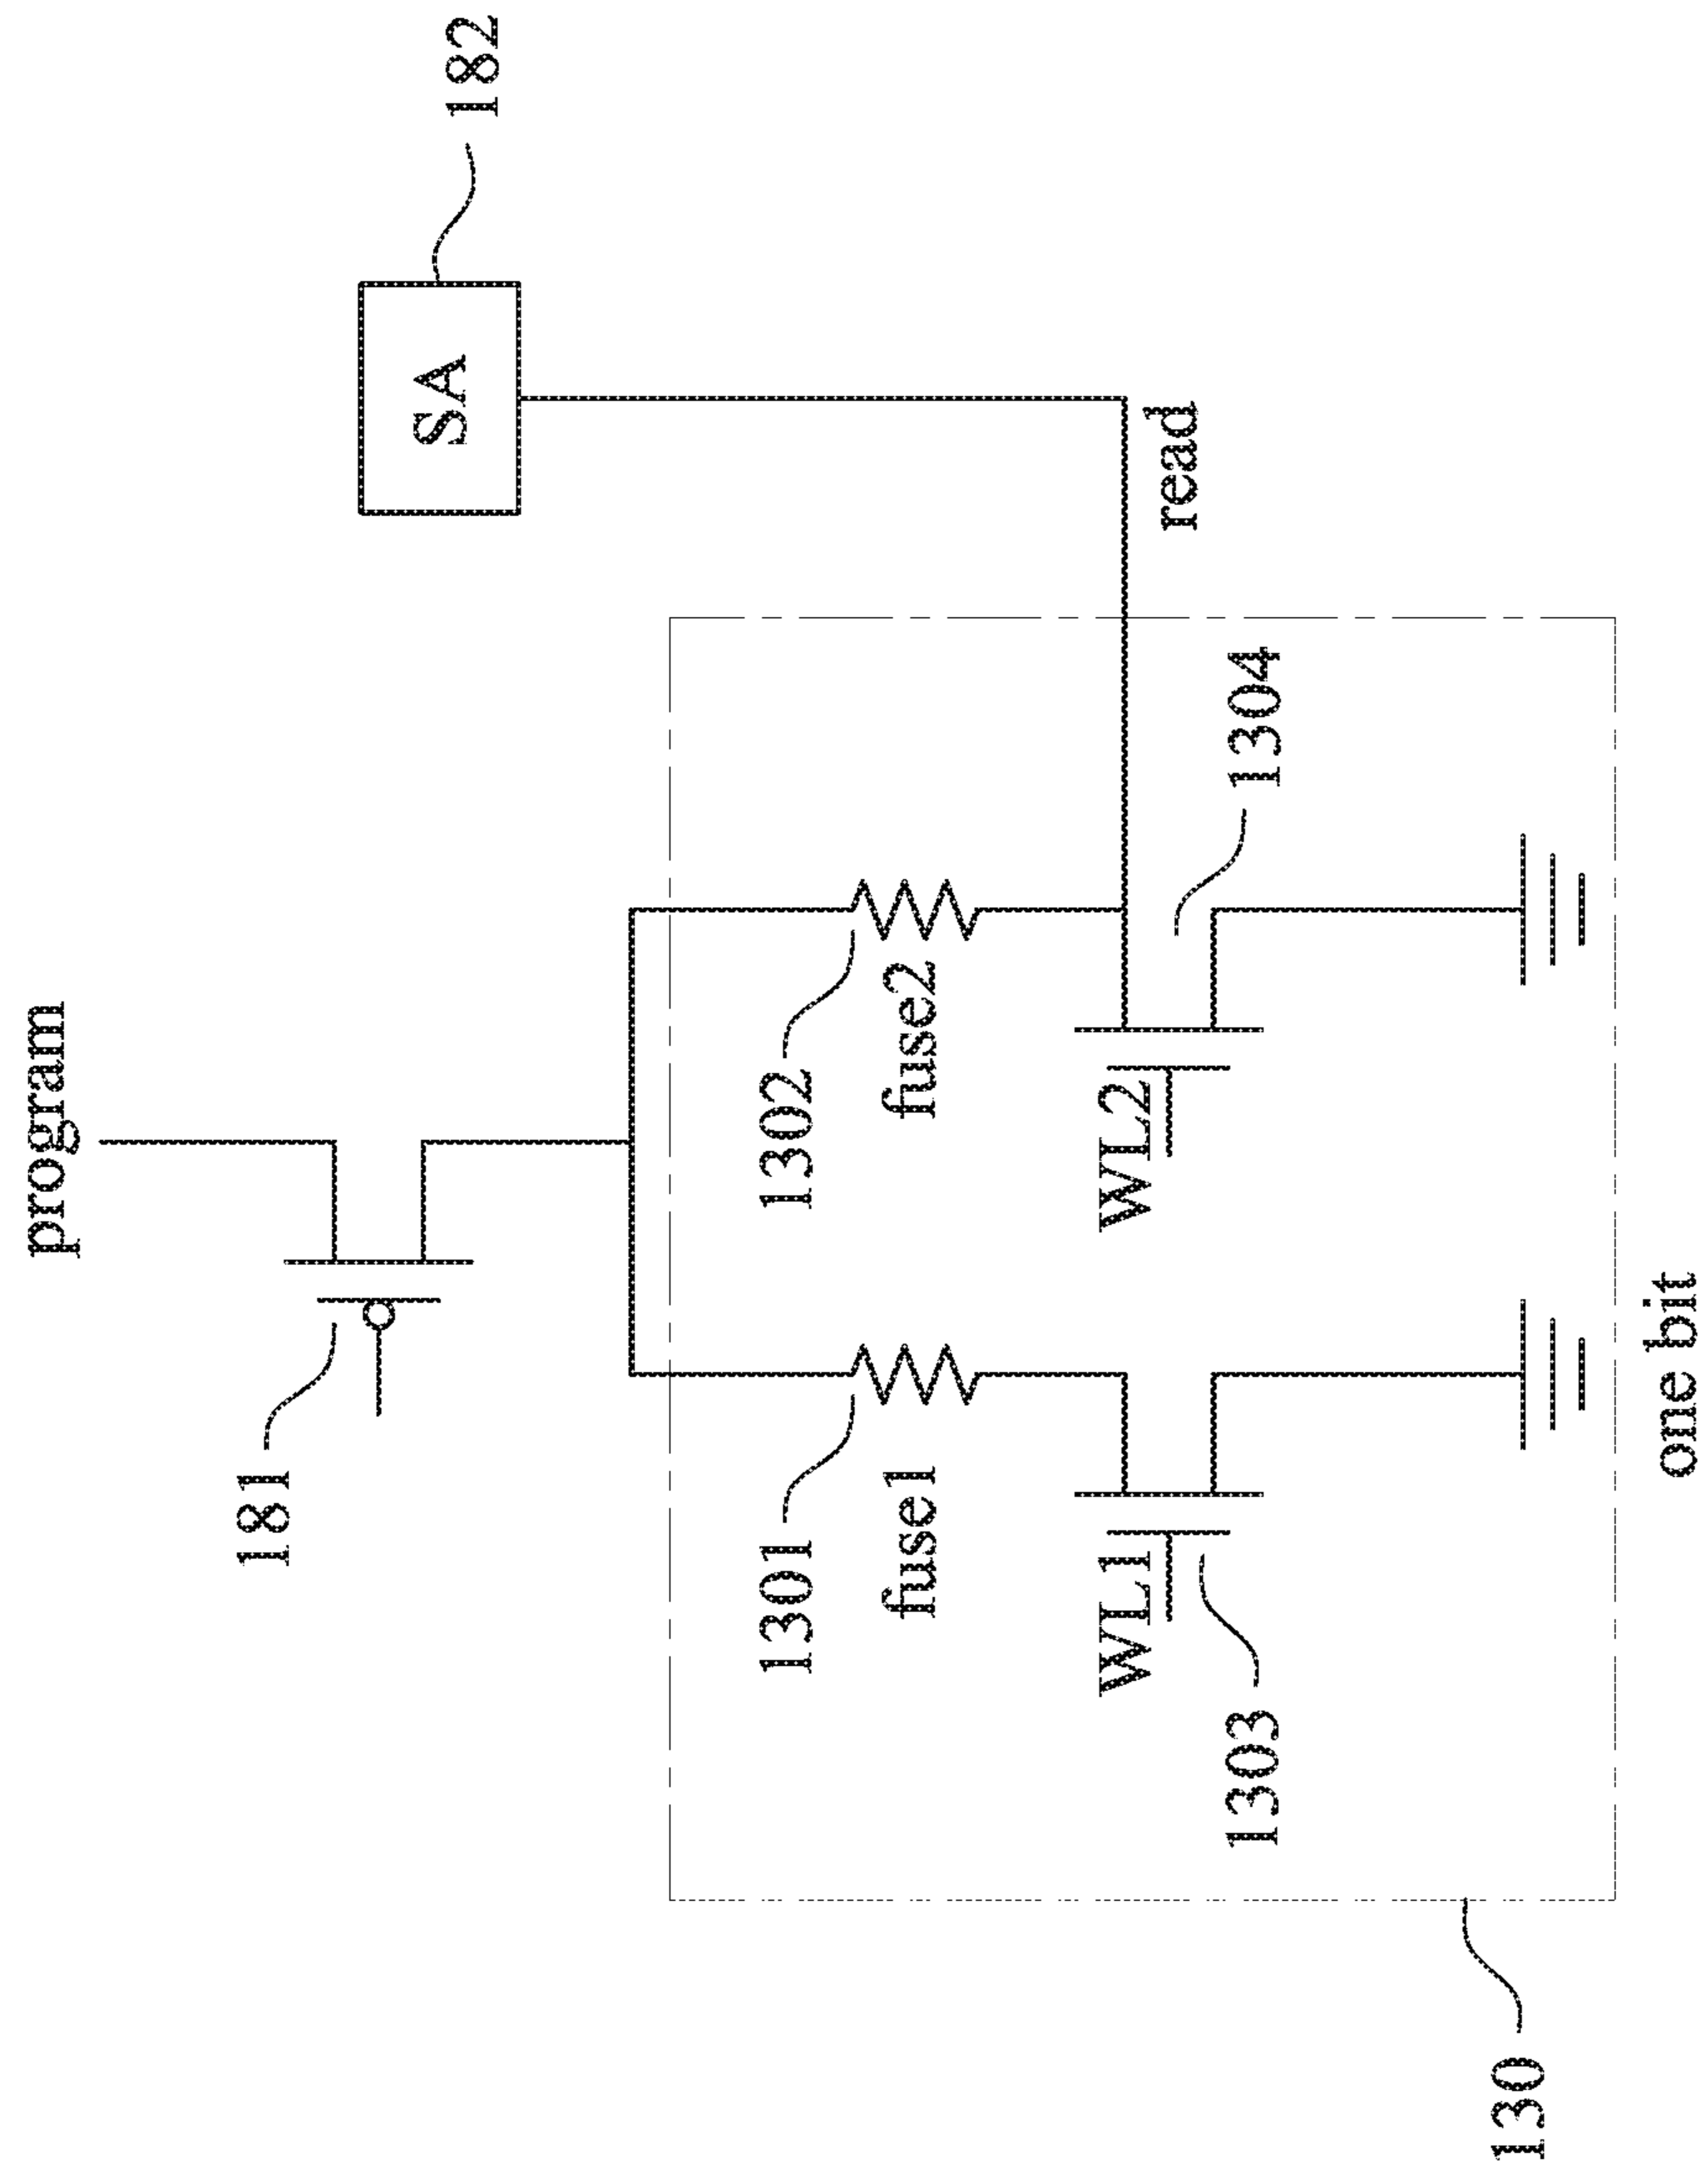 program
181
SA
182
1301
1302
fuse1
fuse2
WL1
WL2
read
1303
1304
130
one bit